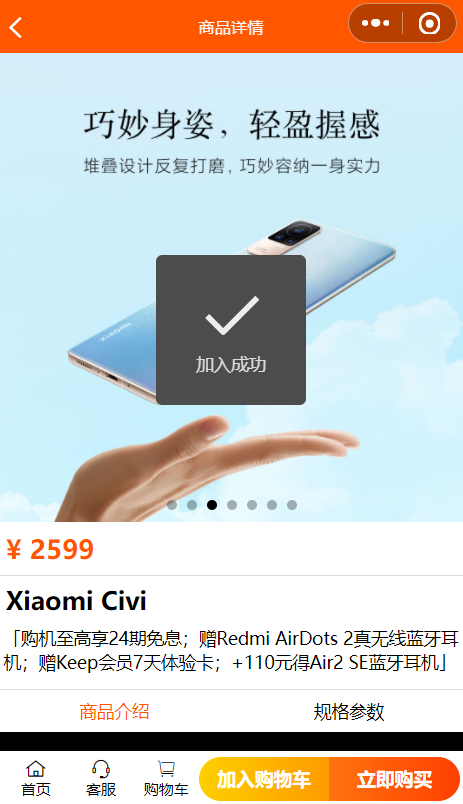 商品详情
巧妙身姿，轻盈握感
堆叠设计反复打磨，巧妙容纳一身实力
xiaomi
加入成功
¥ 2599
Xiaomi Civi
「购机至高享24期免息；赠Redmi AirDots 2真无线蓝牙耳
机；赠Keep会员7天体验卡；+110元得Air2 SE蓝牙耳机」
商品介绍 规格参数
首页 客服 购物车 加入购物车 立即购买